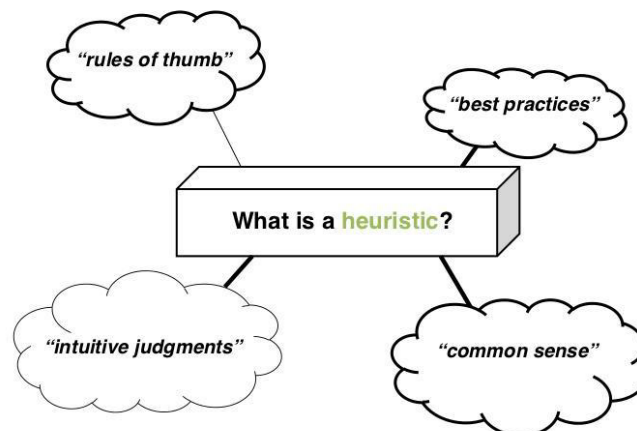 “rules of thumb”
“best practices”
What is a heuristic?
“intuitive judgments”
“common sense”